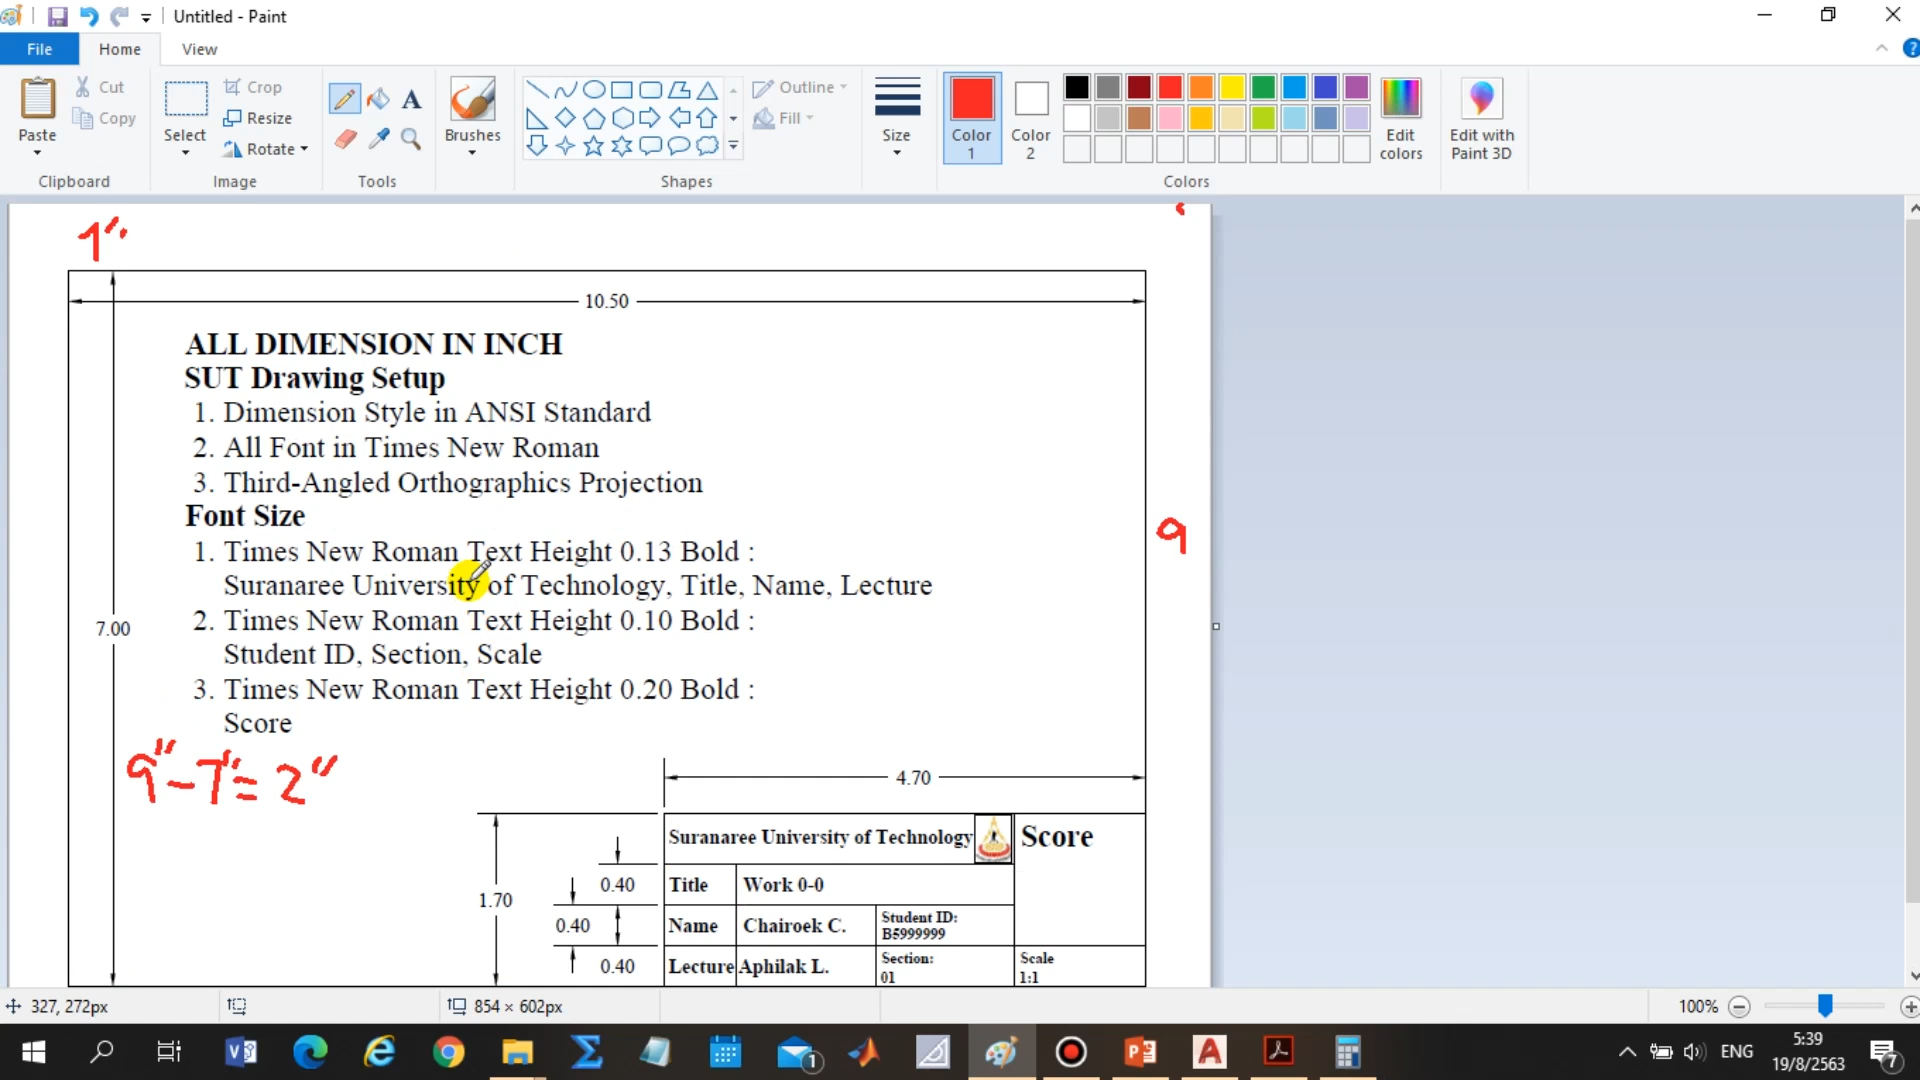 Untitled - Paint
File Home View
Cut
Copy
Paste
Clipboard
Crop
Resize
Rotate
Select
Image
Tools
Brushes
Outline
Fill
Shapes
Size
Color 1
Color 2
Edit colors
Colors
Edit with Paint 3D
1"
10.50
ALL DIMENSION IN INCH
SUT Drawing Setup
1. Dimension Style in ANSI Standard
2. All Font in Times New Roman
3. Third-Angled Orthographics Projection
Font Size
9
1. Times New Roman Text Height 0.13 Bold :
Suranaree University of Technology, Title, Name, Lecture
7.00
2. Times New Roman Text Height 0.10 Bold :
Student ID, Section, Scale
3. Times New Roman Text Height 0.20 Bold :
Score
9" - 7" = 2"
4.70
Suranaree University of Technology Score
0.40 Title Work 0-0
1.70
0.40 Name Chairoek C. Student ID: B5999999
0.40 Lecture Aphilak L. Section: 01 Scale 1:1
327, 272px 854 × 602px 100%
ENG
5:39
19/8/2563
1
7